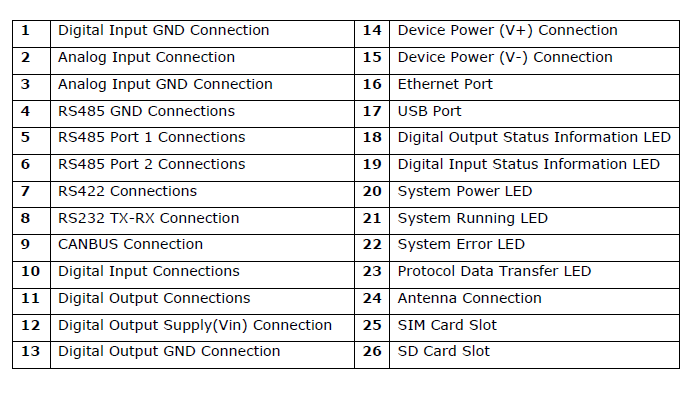 1 Digital Input GND Connection 14 Device Power (V+) Connection
2 Analog Input Connection 15 Device Power (V-) Connection
3 Analog Input GND Connection 16 Ethernet Port
4 RS485 GND Connections 17 USB Port
5 RS485 Port 1 Connections 18 Digital Output Status Information LED
6 RS485 Port 2 Connections 19 Digital Input Status Information LED
7 RS422 Connections 20 System Power LED
8 RS232 TX-RX Connection 21 System Running LED
9 CANBUS Connection 22 System Error LED
10 Digital Input Connections 23 Protocol Data Transfer LED
11 Digital Output Connections 24 Antenna Connection
12 Digital Output Supply(Vin) Connection 25 SIM Card Slot
13 Digital Output GND Connection 26 SD Card Slot